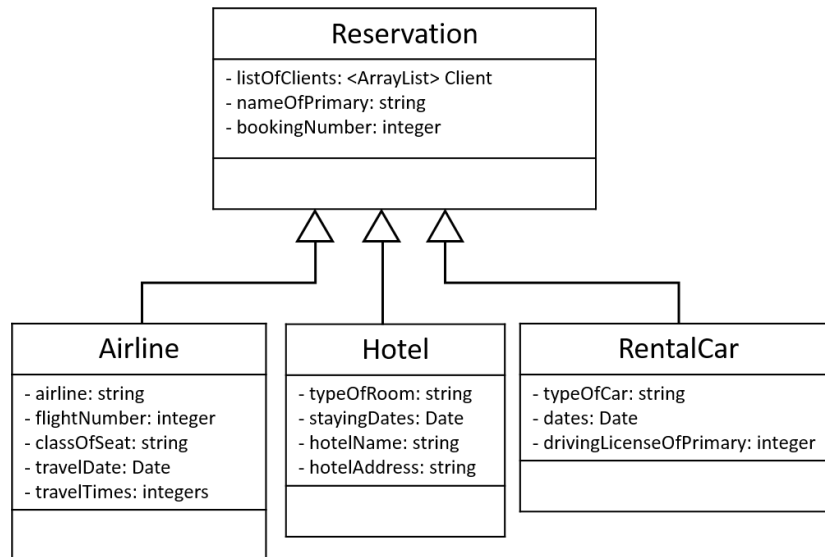 Reservation
- listOfClients: <ArrayList> Client
- nameOfPrimary: string
- bookingNumber: integer
Airline
- airline: string
- flightNumber: integer
- classOfSeat: string
- travelDate: Date
- travelTimes: integers
Hotel
- typeOfRoom: string
- stayingDates: Date
- hotelName: string
- hotelAddress: string
RentalCar
- typeOfCar: string
- dates: Date
- drivingLicenseOfPrimary: integer